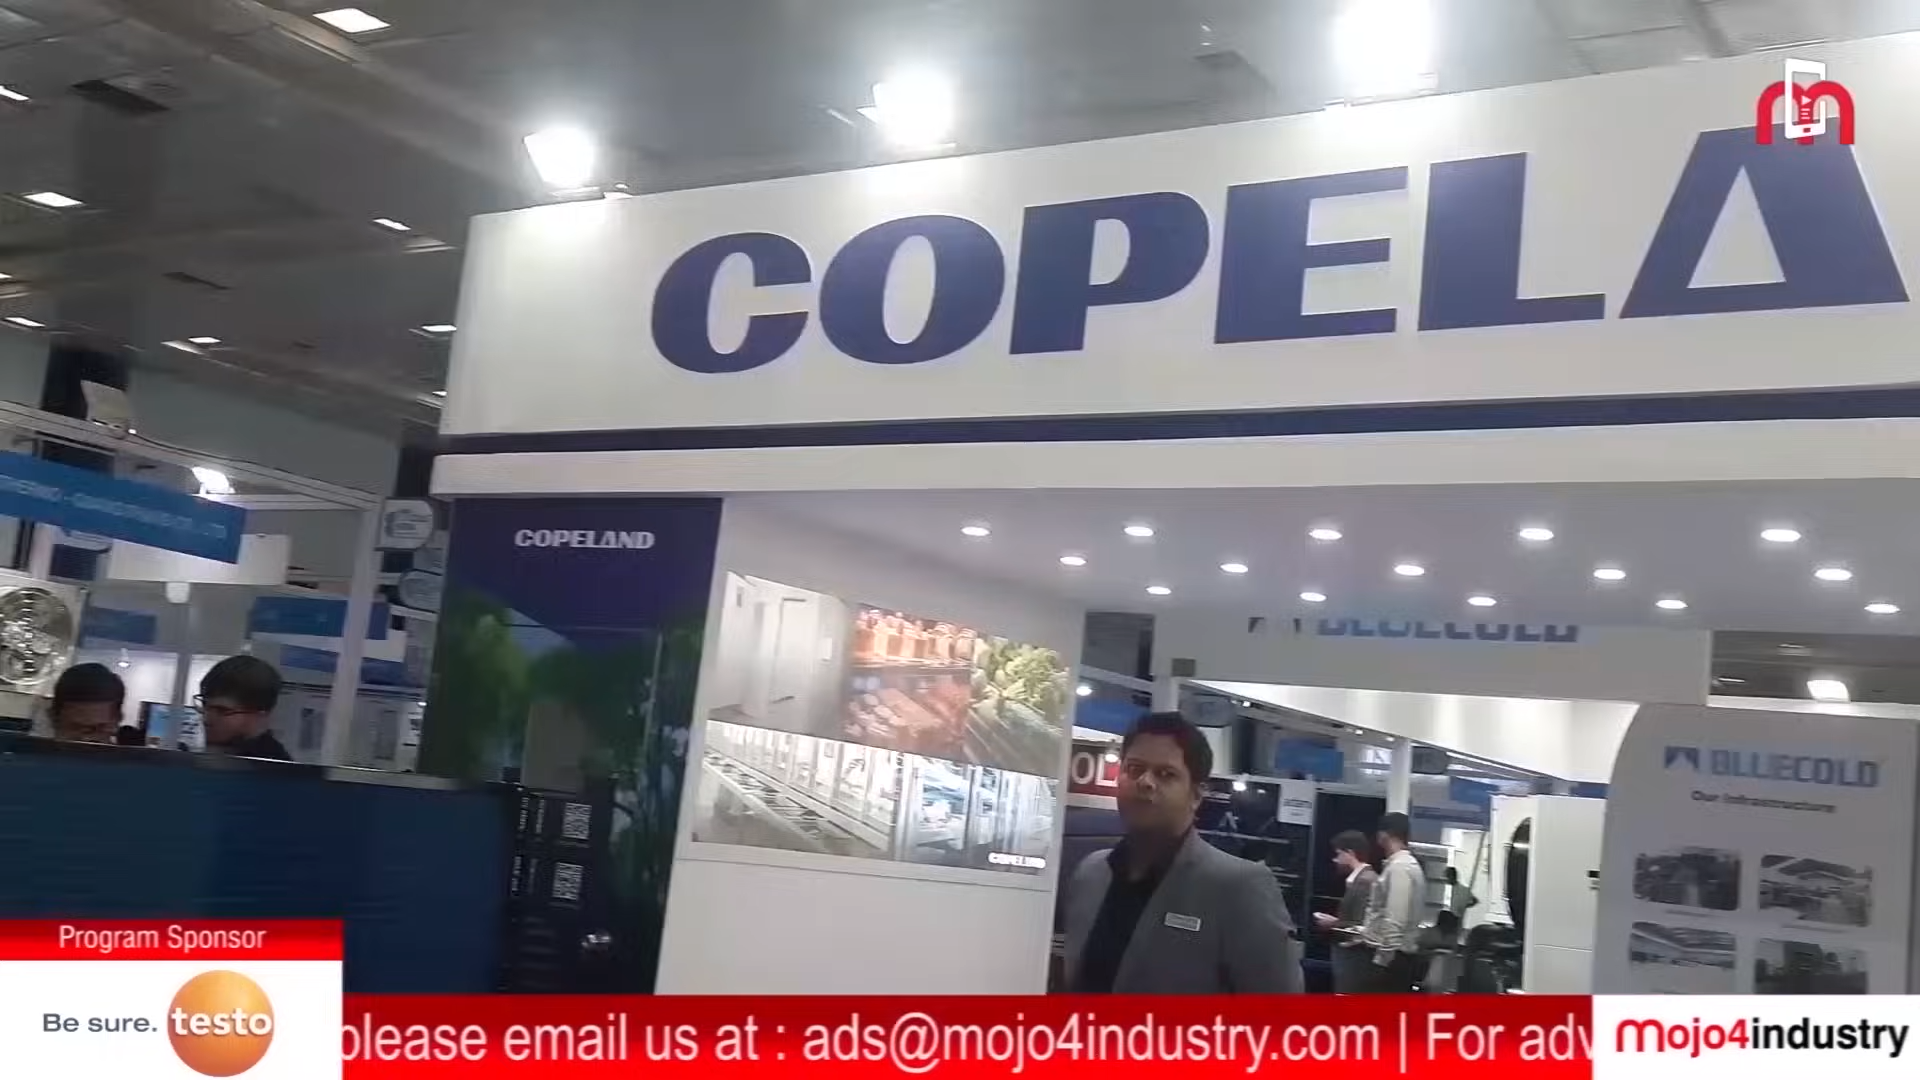 COPELA
COPELAND
BLUECOLD
BLUECOLD
Our Infrastructure
COPELAND
Program Sponsor
Be sure. testo
please email us at : ads@mojo4industry.com | For adv
mojo4industry